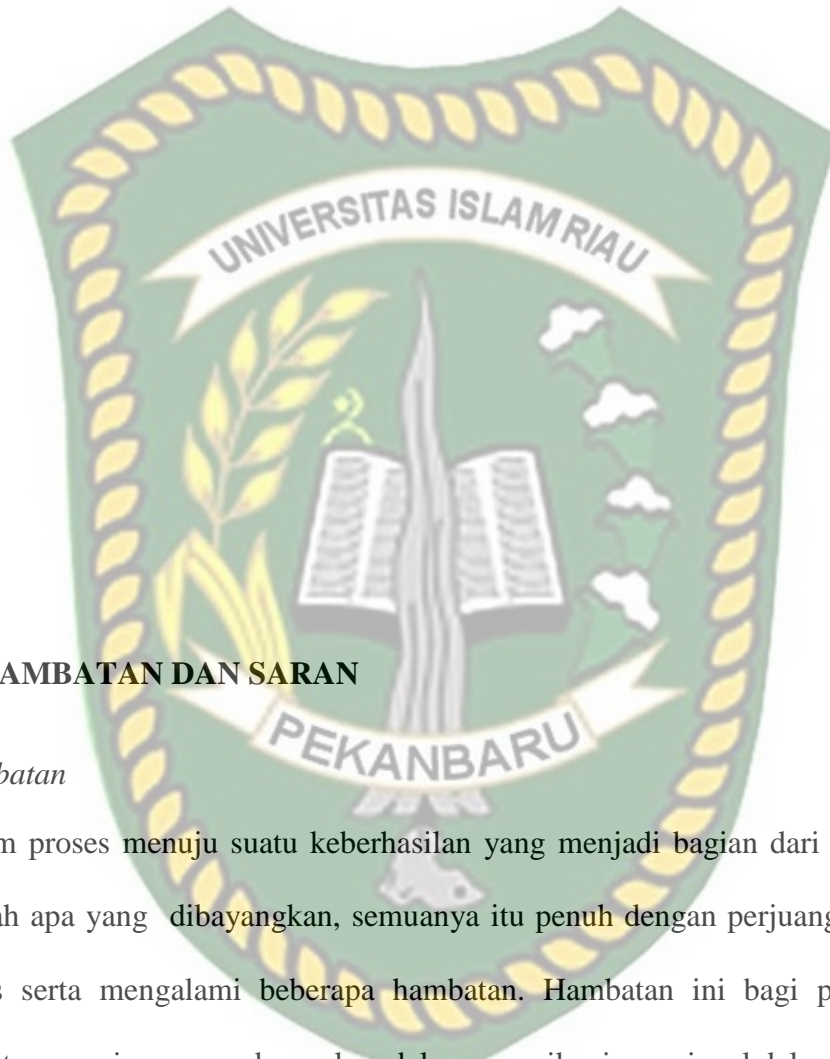 UNIVERSITAS ISLAM RIAU
AMBATAN DAN SARAN
PEKANBARU
batan
m proses menuju suatu keberhasilan yang menjadi bagian dari
ah apa yang dibayangkan, semuanya itu penuh dengan perjuang
s serta mengalami beberapa hambatan. Hambatan ini bagi p